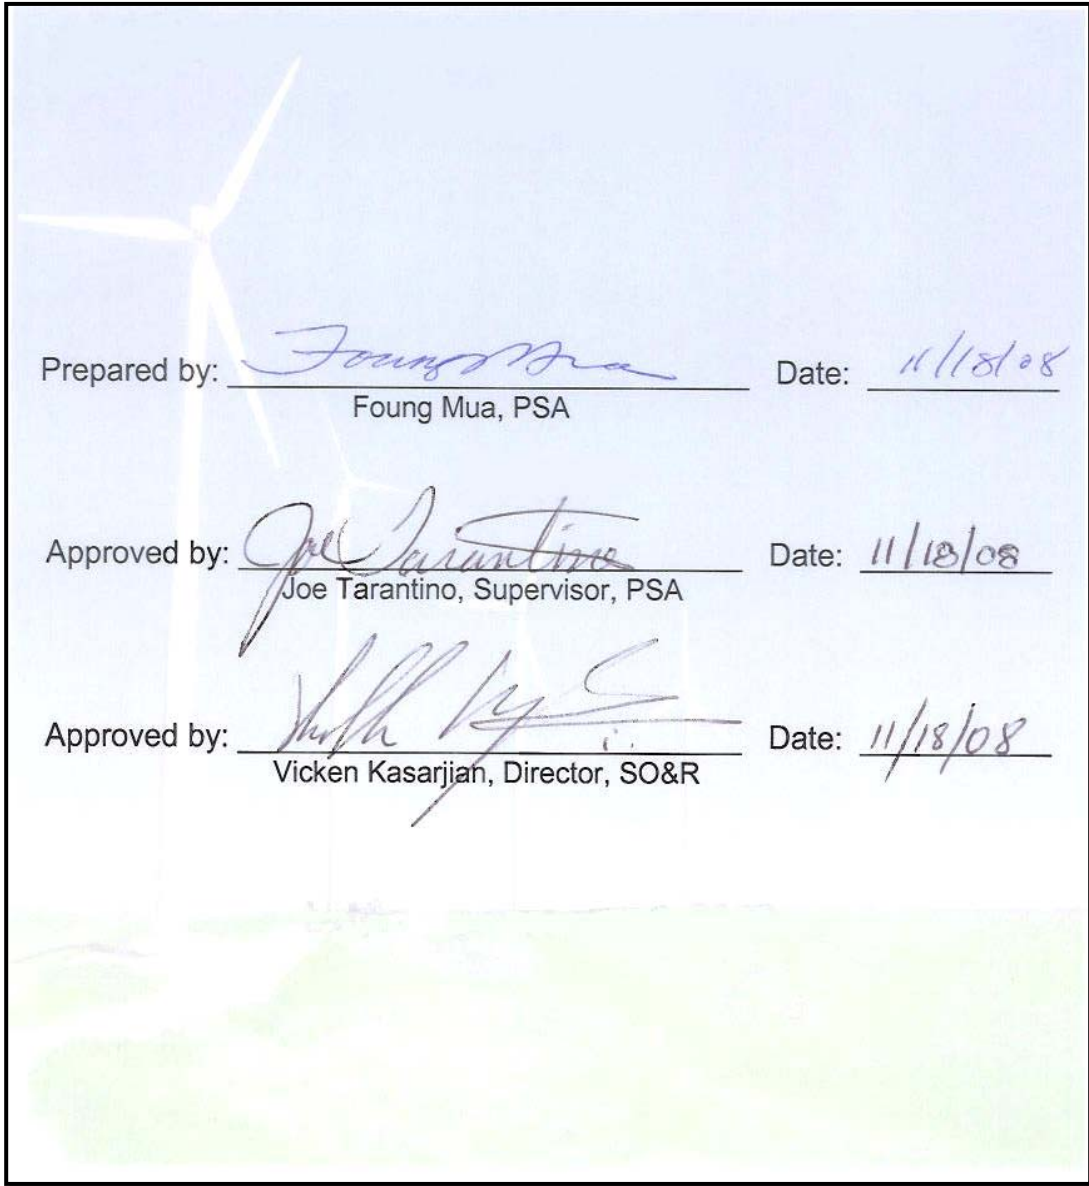 Prepared by: Foung Mua Date: 11/18/08
Foung Mua, PSA
Approved by: Joe Tarantino Date: 11/18/08
Joe Tarantino, Supervisor, PSA
Approved by: Date: 11/18/08
Vicken Kasarjian, Director, SO&R